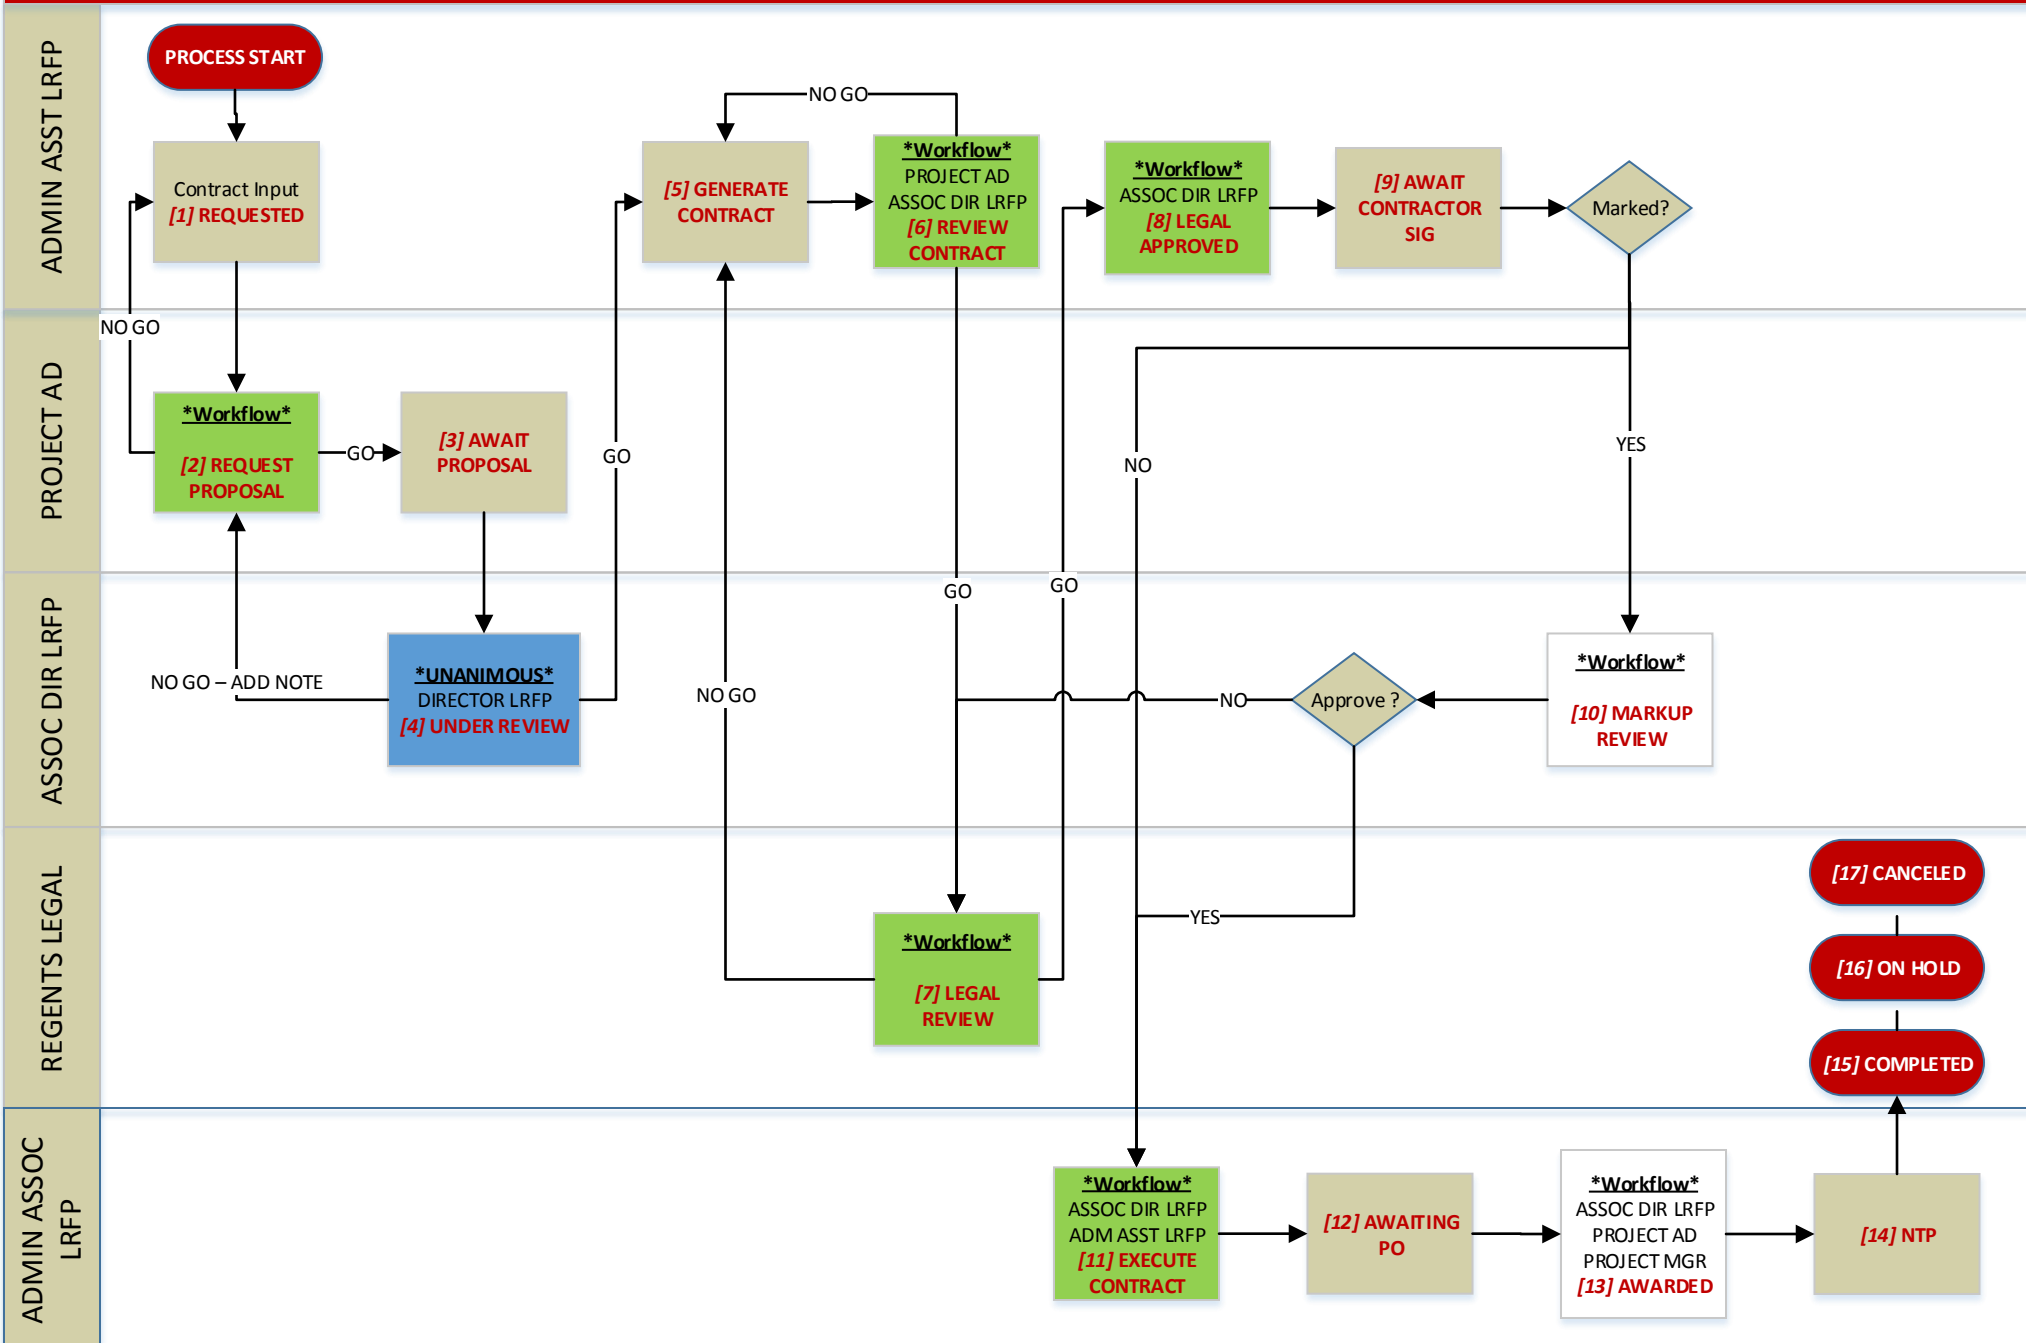 ADMIN ASST LRFP
PROCESS START
Contract Input
[1] REQUESTED
NO GO
[5] GENERATE
CONTRACT
NO GO
*Workflow*
PROJECT AD
ASSOC DIR LRFP
[6] REVIEW
CONTRACT
*Workflow*
ASSOC DIR LRFP
[8] LEGAL
APPROVED
[9] AWAIT
CONTRACTOR
SIG
Marked?
PROJECT AD
*Workflow*
[2] REQUEST
PROPOSAL
GO
[3] AWAIT
PROPOSAL
GO
NO
YES
ASSOC DIR LRFP
NO GO – ADD NOTE
*UNANIMOUS*
DIRECTOR LRFP
[4] UNDER REVIEW
NO GO
GO
GO
NO
Approve ?
*Workflow*
[10] MARKUP
REVIEW
REGENTS LEGAL
*Workflow*
[7] LEGAL
REVIEW
YES
[17] CANCELED
[16] ON HOLD
[15] COMPLETED
ADMIN ASSOC
LRFP
*Workflow*
ASSOC DIR LRFP
ADM ASST LRFP
[11] EXECUTE
CONTRACT
[12] AWAITING
PO
*Workflow*
ASSOC DIR LRFP
PROJECT AD
PROJECT MGR
[13] AWARDED
[14] NTP